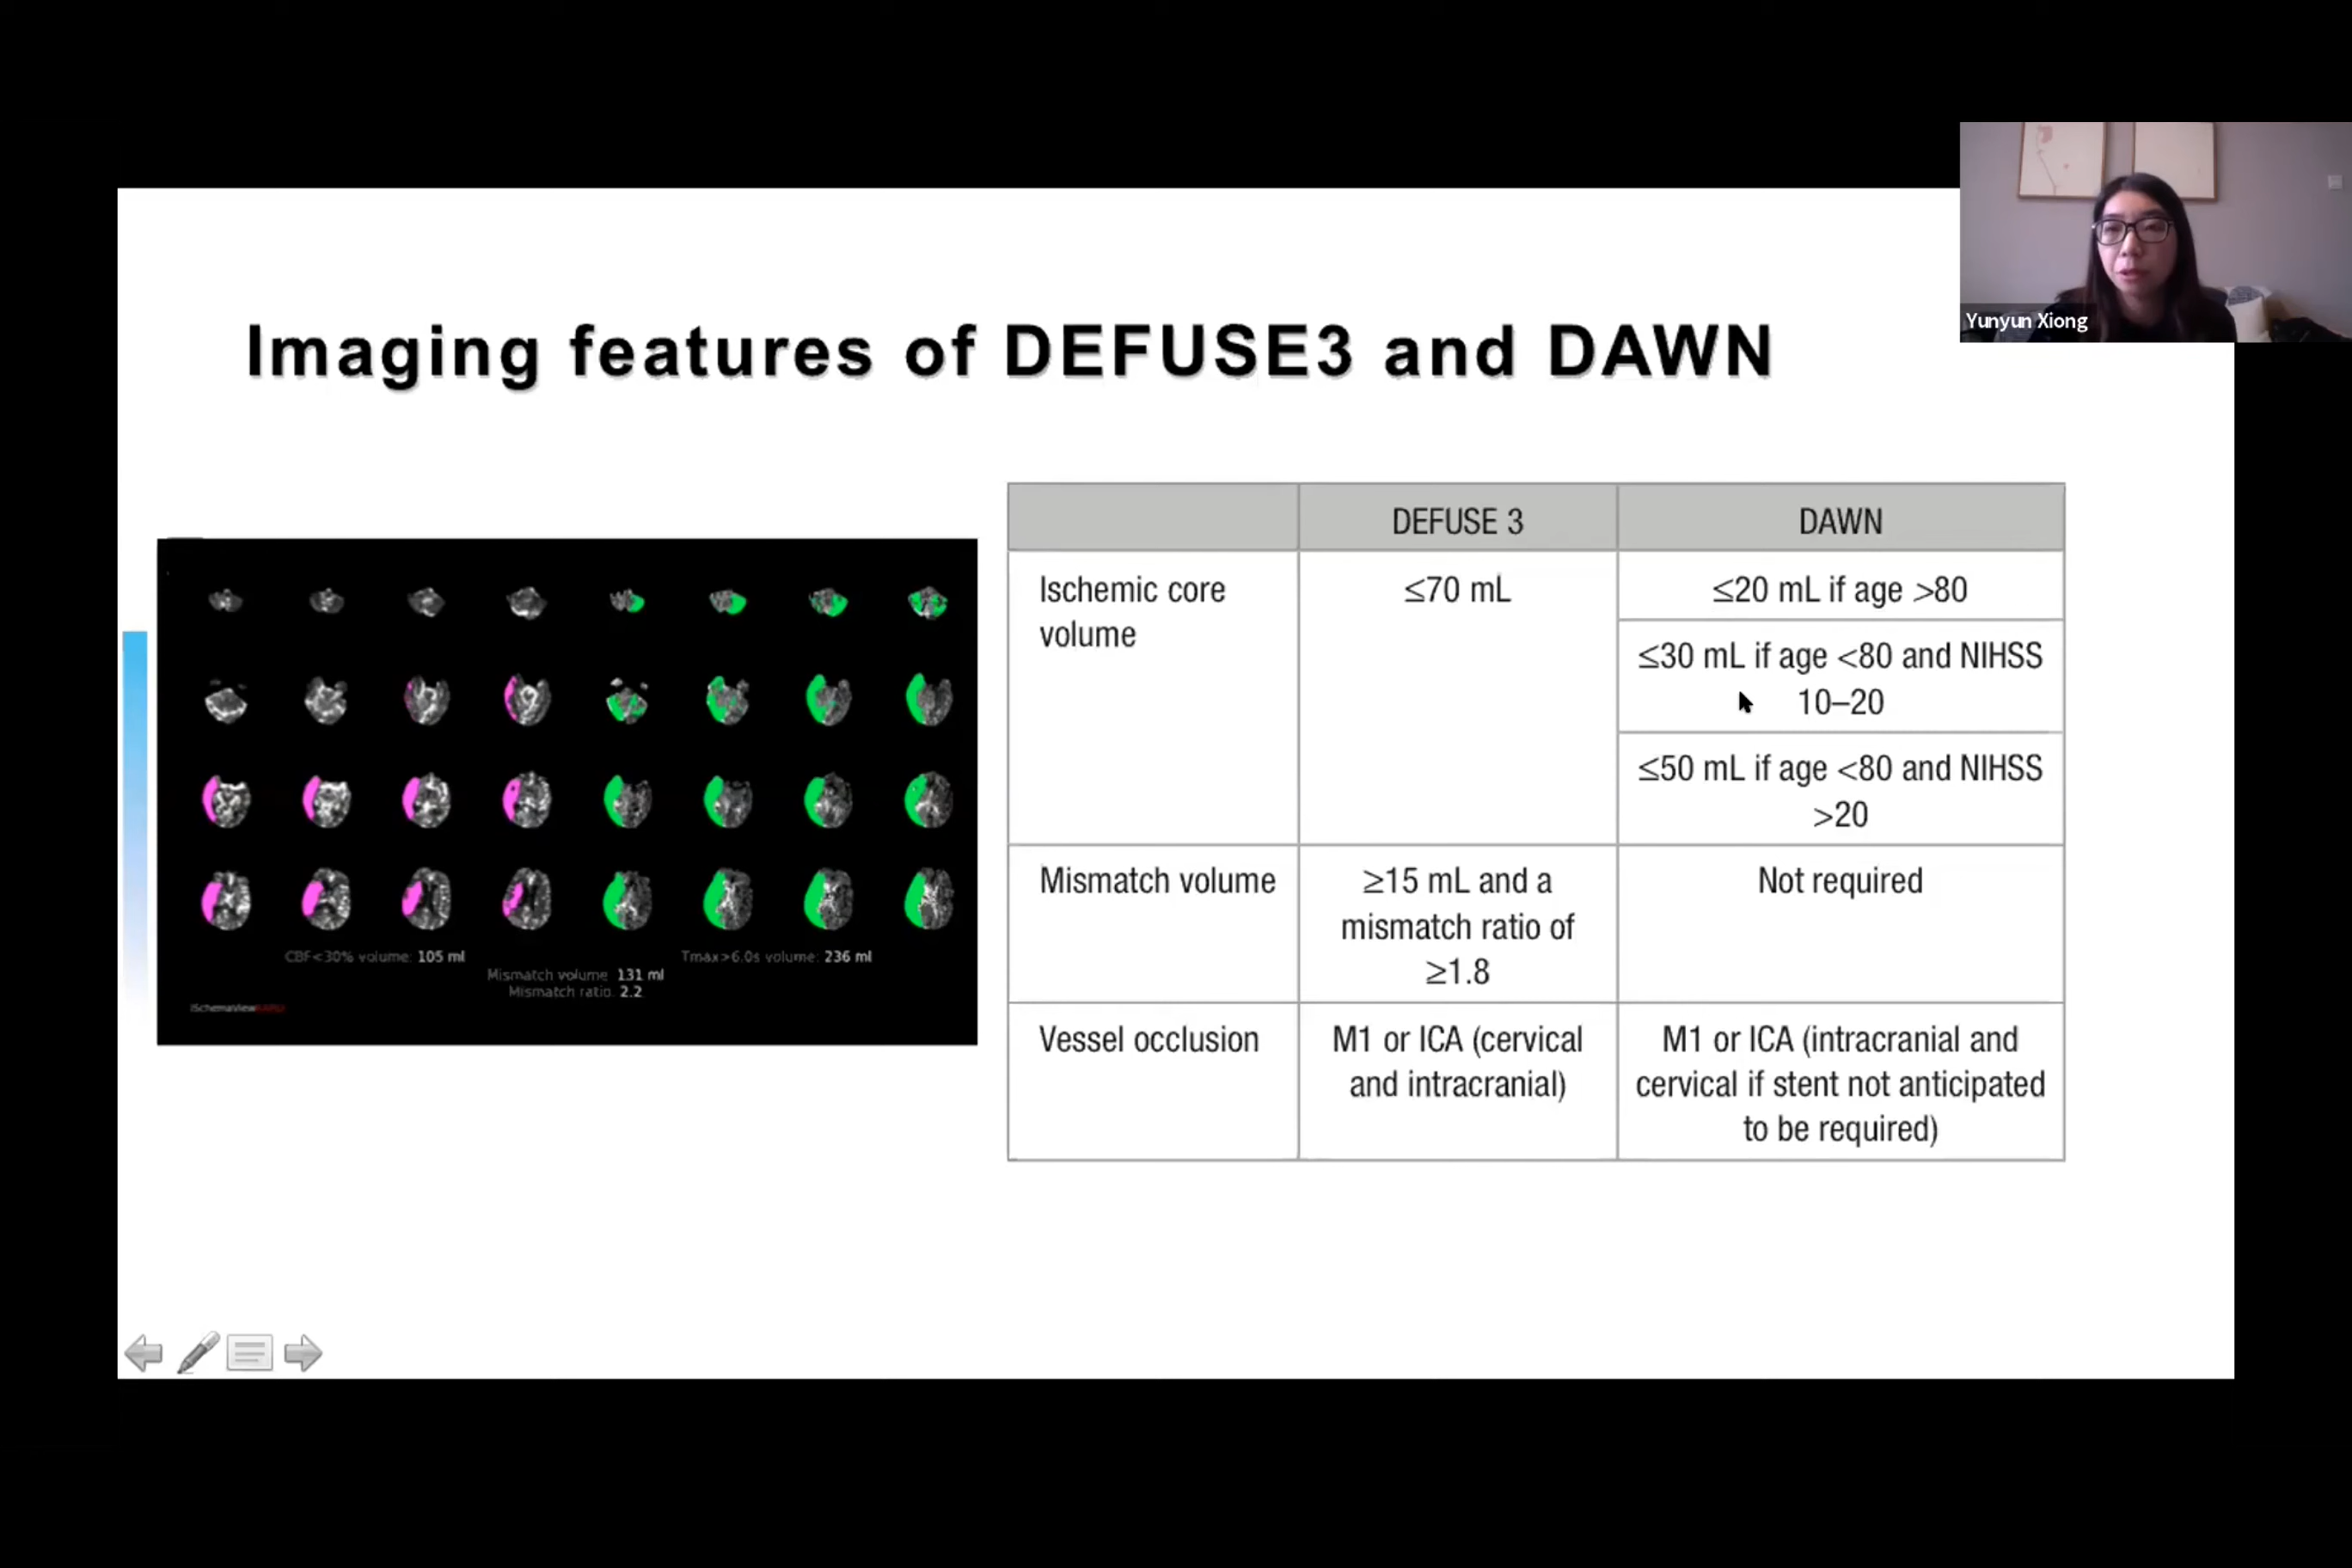 Yunyun Xiong
Imaging features of DEFUSE3 and DAWN
CBF<30% volume: 105 ml
Tmax>6.0s volume: 236 ml
Mismatch volume: 131 ml
Mismatch ratio: 2.2
iSchemaViewRAPID
DEFUSE 3
DAWN
Ischemic core
volume
≤70 mL
≤20 mL if age >80
≤30 mL if age <80 and NIHSS
10–20
≤50 mL if age <80 and NIHSS
>20
Mismatch volume
≥15 mL and a
mismatch ratio of
≥1.8
Not required
Vessel occlusion
M1 or ICA (cervical
and intracranial)
M1 or ICA (intracranial and
cervical if stent not anticipated
to be required)